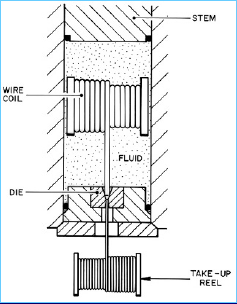 STEM
WIRE
COIL
FLUID
DIE
TAKE-UP
REEL